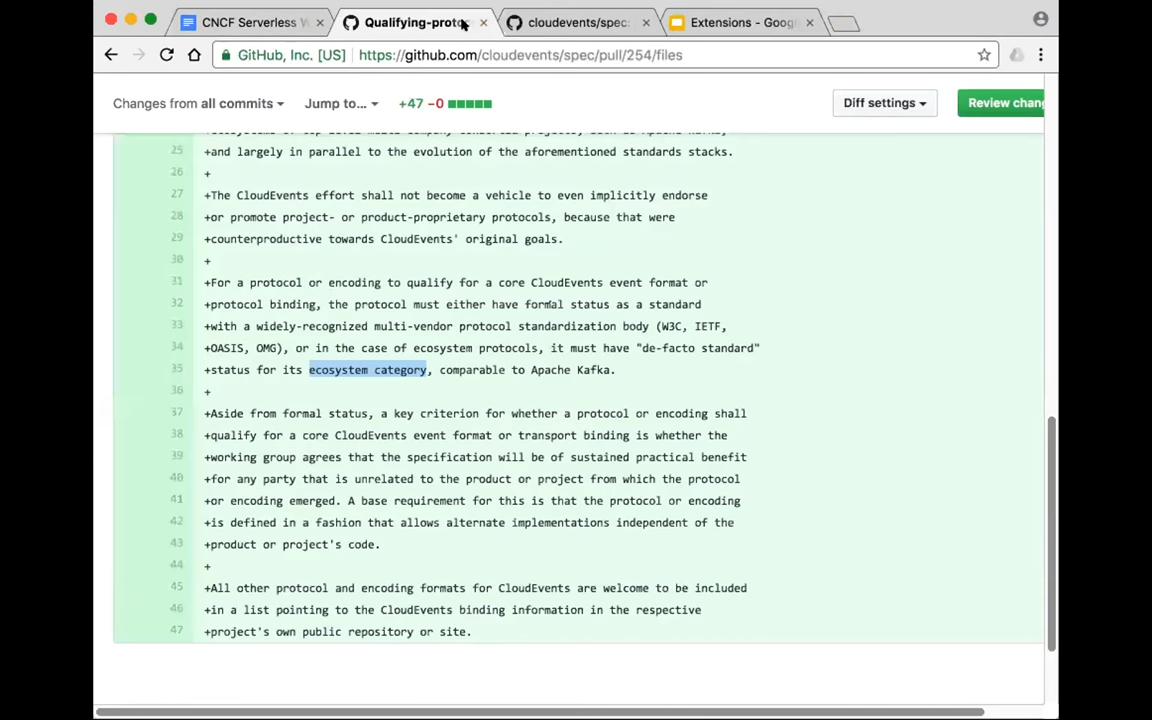 CNCF Serverless W
Qualifying-proto
cloudevents/spec:
Extensions - Goog
GitHub, Inc. [US]
https://github.com/cloudevents/spec/pull/254/files
Changes from all commits
Jump to...
+47 −0
Diff settings
Review chang
25 +and largely in parallel to the evolution of the aforementioned standards stacks.
26 +
27 +The CloudEvents effort shall not become a vehicle to even implicitly endorse
28 +or promote project- or product-proprietary protocols, because that were
29 +counterproductive towards CloudEvents' original goals.
30 +
31 +For a protocol or encoding to qualify for a core CloudEvents event format or
32 +protocol binding, the protocol must either have formal status as a standard
33 +with a widely-recognized multi-vendor protocol standardization body (W3C, IETF,
34 +OASIS, OMG), or in the case of ecosystem protocols, it must have "de-facto standard"
35 +status for its ecosystem category, comparable to Apache Kafka.
36 +
37 +Aside from formal status, a key criterion for whether a protocol or encoding shall
38 +qualify for a core CloudEvents event format or transport binding is whether the
39 +working group agrees that the specification will be of sustained practical benefit
40 +for any party that is unrelated to the product or project from which the protocol
41 +or encoding emerged. A base requirement for this is that the protocol or encoding
42 +is defined in a fashion that allows alternate implementations independent of the
43 +product or project's code.
44 +
45 +All other protocol and encoding formats for CloudEvents are welcome to be included
46 +in a list pointing to the CloudEvents binding information in the respective
47 +project's own public repository or site.